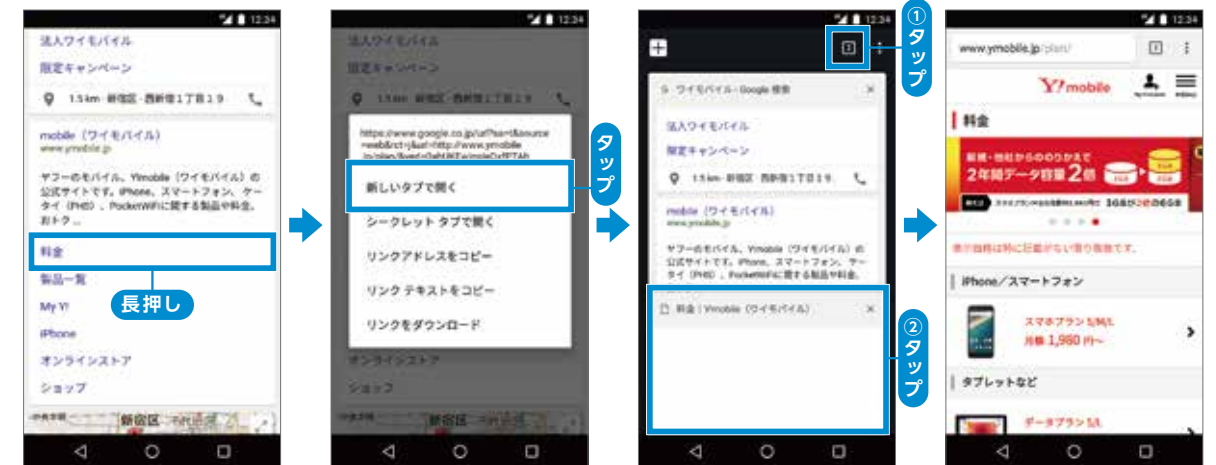 12:34
法人ワイモバイル
限定キャンペーン
1.5 km · 新宿区 · 西新宿1丁目19
mobile (ワイモバイル)
www.ymobile.jp
ヤフーのモバイル、Y!mobile (ワイモバイル) の
公式サイトです。iPhone、スマートフォン、ケー
タイ (PHS) 、PocketWiFiに関する製品や料金、
おトク ...
料金
製品一覧
長押し
My Y!
iPhone
オンラインストア
ショップ
新宿区
12:34
法人ワイモバイル
限定キャンペーン
1.5 km · 新宿区 · 西新宿1丁目19
新しいタブで開く
タップ
シークレット タブで開く
リンクアドレスをコピー
リンク テキストをコピー
リンクをダウンロード
オンラインストア
ショップ
新宿区
12:34
①タップ
ワイモバイル - Google 検索
法人ワイモバイル
限定キャンペーン
1.5 km · 新宿区 · 西新宿1丁目19
mobile (ワイモバイル)
www.ymobile.jp
ヤフーのモバイル、Y!mobile (ワイモバイル) の
公式サイトです。iPhone、スマートフォン、ケー
タイ (PHS) 、PocketWiFiに関する製品や料金、
料金 | Y!mobile (ワイモバイル)
②タップ
12:34
www.ymobile.jp/plan/
Y!mobile
料金
新規・他社からのりかえで
2年間データ容量2倍
表示価格は特に記載がない限り税抜です。
iPhone/スマートフォン
スマホプラン S/M/L
月額 1,980 円〜
タブレットなど
データプラン S/L